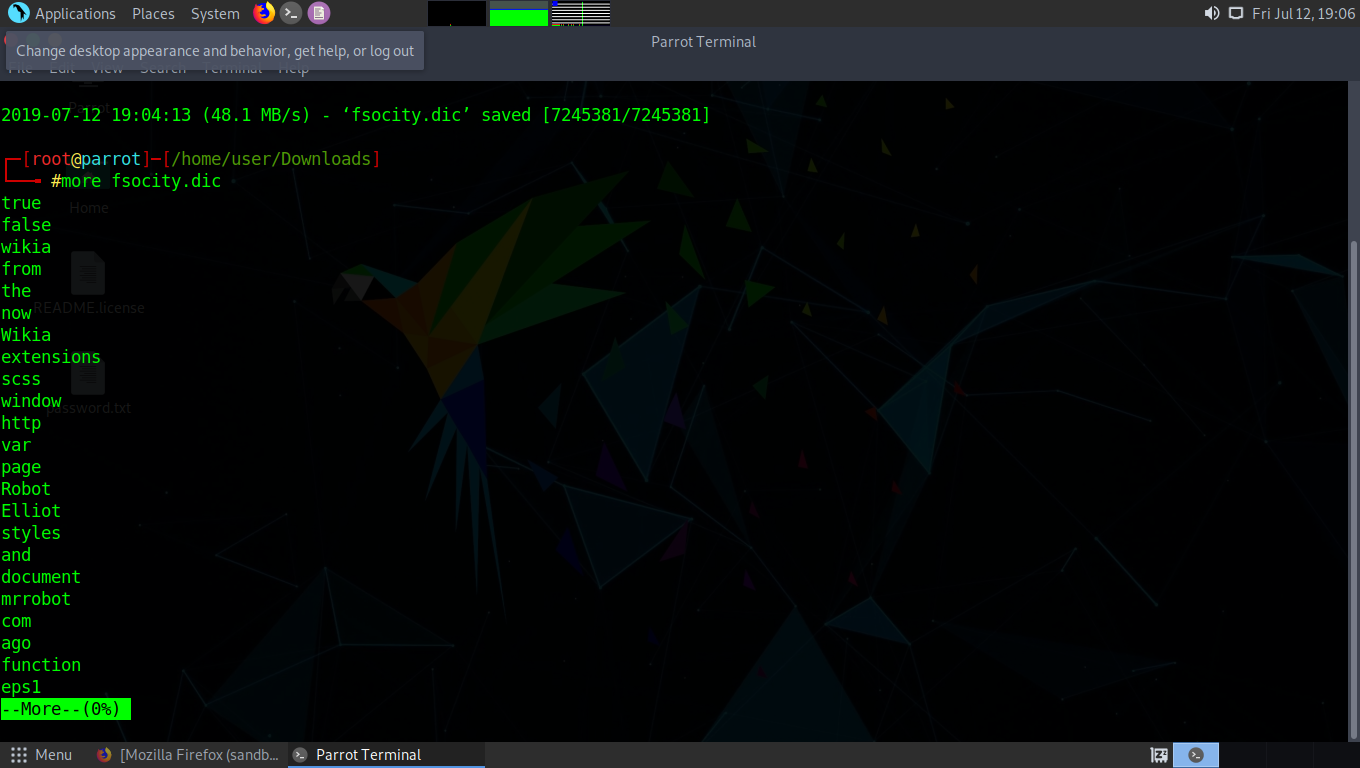 Applications Places System Fri Jul 12, 19:06
Parrot Terminal
Change desktop appearance and behavior, get help, or log out
File Edit View Search Terminal Help
2019-07-12 19:04:13 (48.1 MB/s) - ‘fsocity.dic’ saved [7245381/7245381]
[root@parrot]─[/home/user/Downloads]
#more fsocity.dic
true
Home
false
wikia
from
the
README.license
now
Wikia
extensions
scss
window
password.txt
http
var
page
Robot
Elliot
styles
and
document
mrrobot
com
ago
function
eps1
--More--(0%)
Menu [Mozilla Firefox (sandb... Parrot Terminal